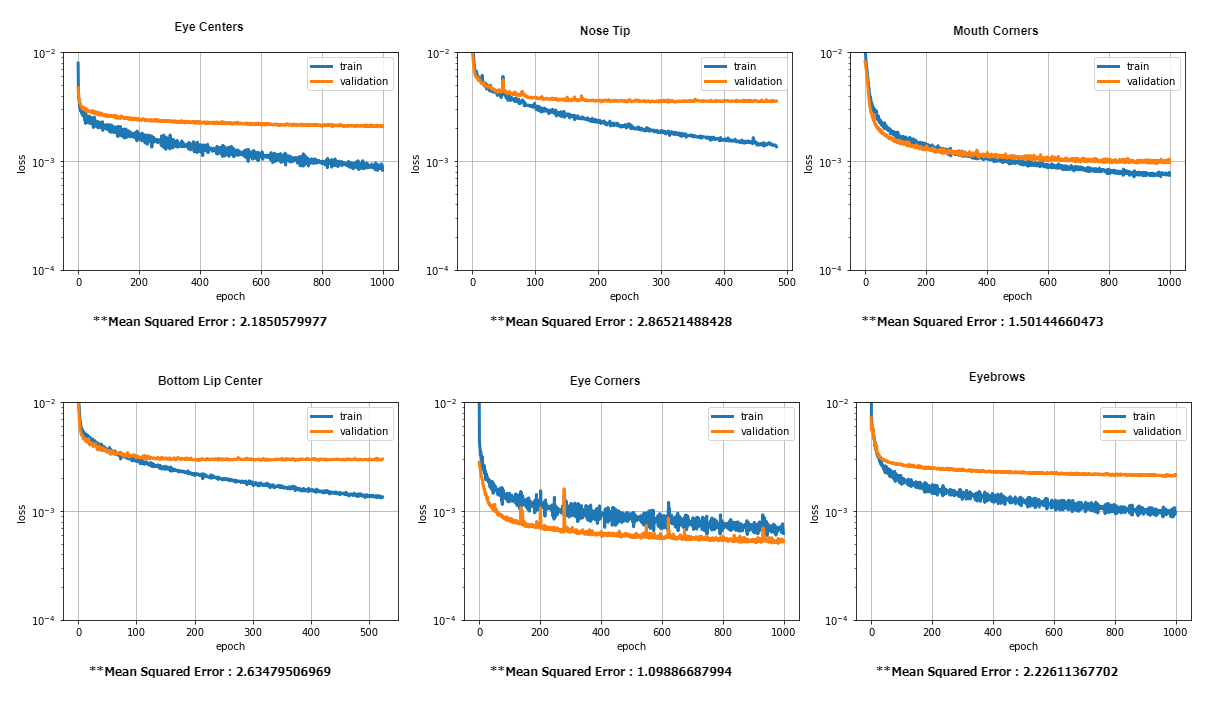 Eye Centers
10⁻²
10⁻³
10⁻⁴
loss
train
validation
0 200 400 600 800 1000
epoch
**Mean Squared Error : 2.1850579977
Nose Tip
10⁻²
10⁻³
10⁻⁴
loss
train
validation
0 100 200 300 400 500
epoch
**Mean Squared Error : 2.86521488428
Mouth Corners
10⁻²
10⁻³
10⁻⁴
loss
train
validation
0 200 400 600 800 1000
epoch
**Mean Squared Error : 1.50144660473
Bottom Lip Center
10⁻²
10⁻³
10⁻⁴
loss
train
validation
0 100 200 300 400 500
epoch
**Mean Squared Error : 2.63479506969
Eye Corners
10⁻²
10⁻³
10⁻⁴
loss
train
validation
0 200 400 600 800 1000
epoch
**Mean Squared Error : 1.09886687994
Eyebrows
10⁻²
10⁻³
10⁻⁴
loss
train
validation
0 200 400 600 800 1000
epoch
**Mean Squared Error : 2.22611367702